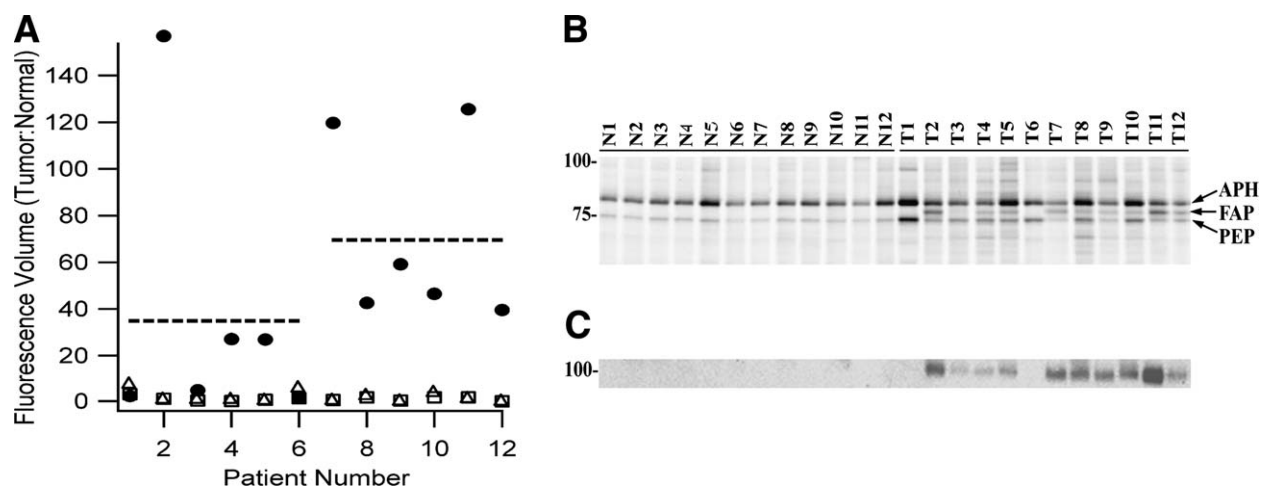 A
Fluorescence Volume (Tumor:Normal)
140
120
100
80
60
40
20
0
2 4 6 8 10 12
Patient Number
B
N1 N2 N3 N4 N5 N6 N7 N8 N9 N10 N11 N12 T1 T2 T3 T4 T5 T6 T7 T8 T9 T10 T11 T12
100-
APH
75-
FAP
PEP
C
100-